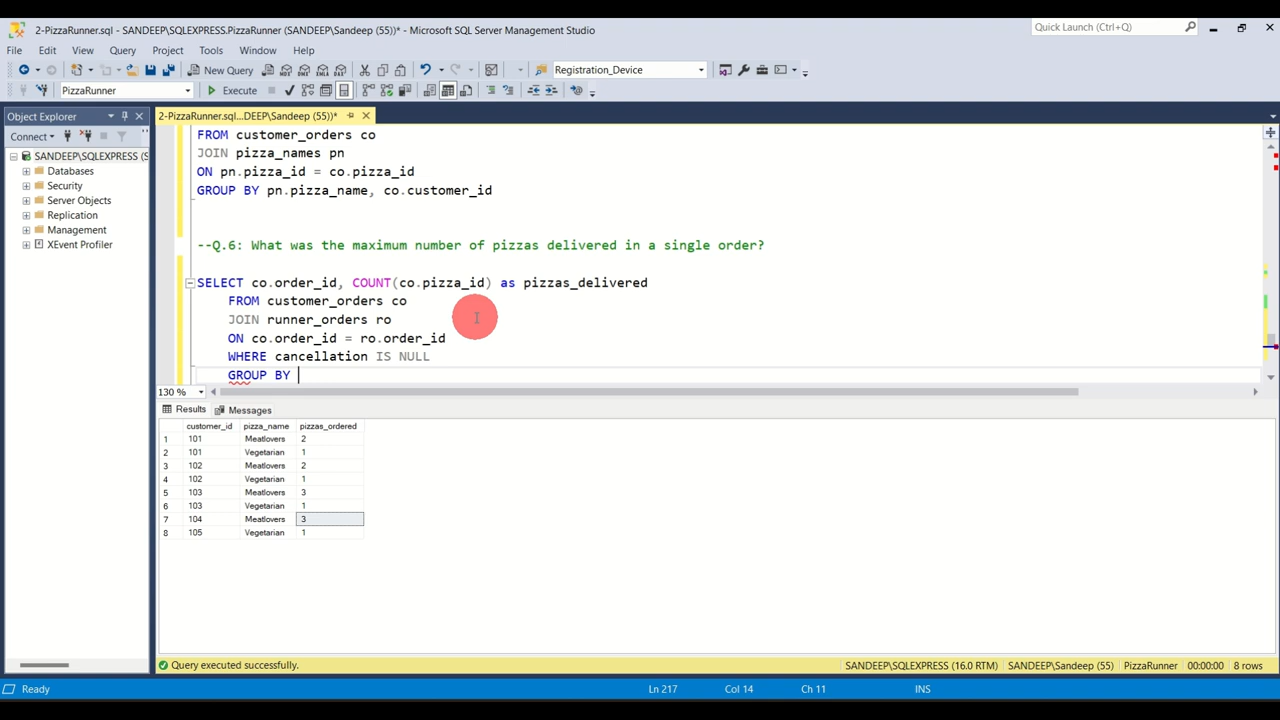 2-PizzaRunner.sql - SANDEEP\SQLEXPRESS.PizzaRunner (SANDEEP\Sandeep (55))* - Microsoft SQL Server Management Studio
Quick Launch (Ctrl+Q)
File Edit View Query Project Tools Window Help
New Query
Registration_Device
PizzaRunner
Execute
Object Explorer
2-PizzaRunner.sql...DEEP\Sandeep (55))*
Connect
SANDEEP\SQLEXPRESS (S
Databases
Security
Server Objects
Replication
Management
XEvent Profiler
FROM customer_orders co
JOIN pizza_names pn
ON pn.pizza_id = co.pizza_id
GROUP BY pn.pizza_name, co.customer_id
--Q.6: What was the maximum number of pizzas delivered in a single order?
SELECT co.order_id, COUNT(co.pizza_id) as pizzas_delivered
FROM customer_orders co
JOIN runner_orders ro
ON co.order_id = ro.order_id
WHERE cancellation IS NULL
GROUP BY
130 %
Results Messages
customer_id pizza_name pizzas_ordered
1 101 Meatlovers 2
2 101 Vegetarian 1
3 102 Meatlovers 2
4 102 Vegetarian 1
5 103 Meatlovers 3
6 103 Vegetarian 1
7 104 Meatlovers 3
8 105 Vegetarian 1
Query executed successfully.
SANDEEP\SQLEXPRESS (16.0 RTM) SANDEEP\Sandeep (55) PizzaRunner 00:00:00 8 rows
Ready
Ln 217 Col 14 Ch 11 INS